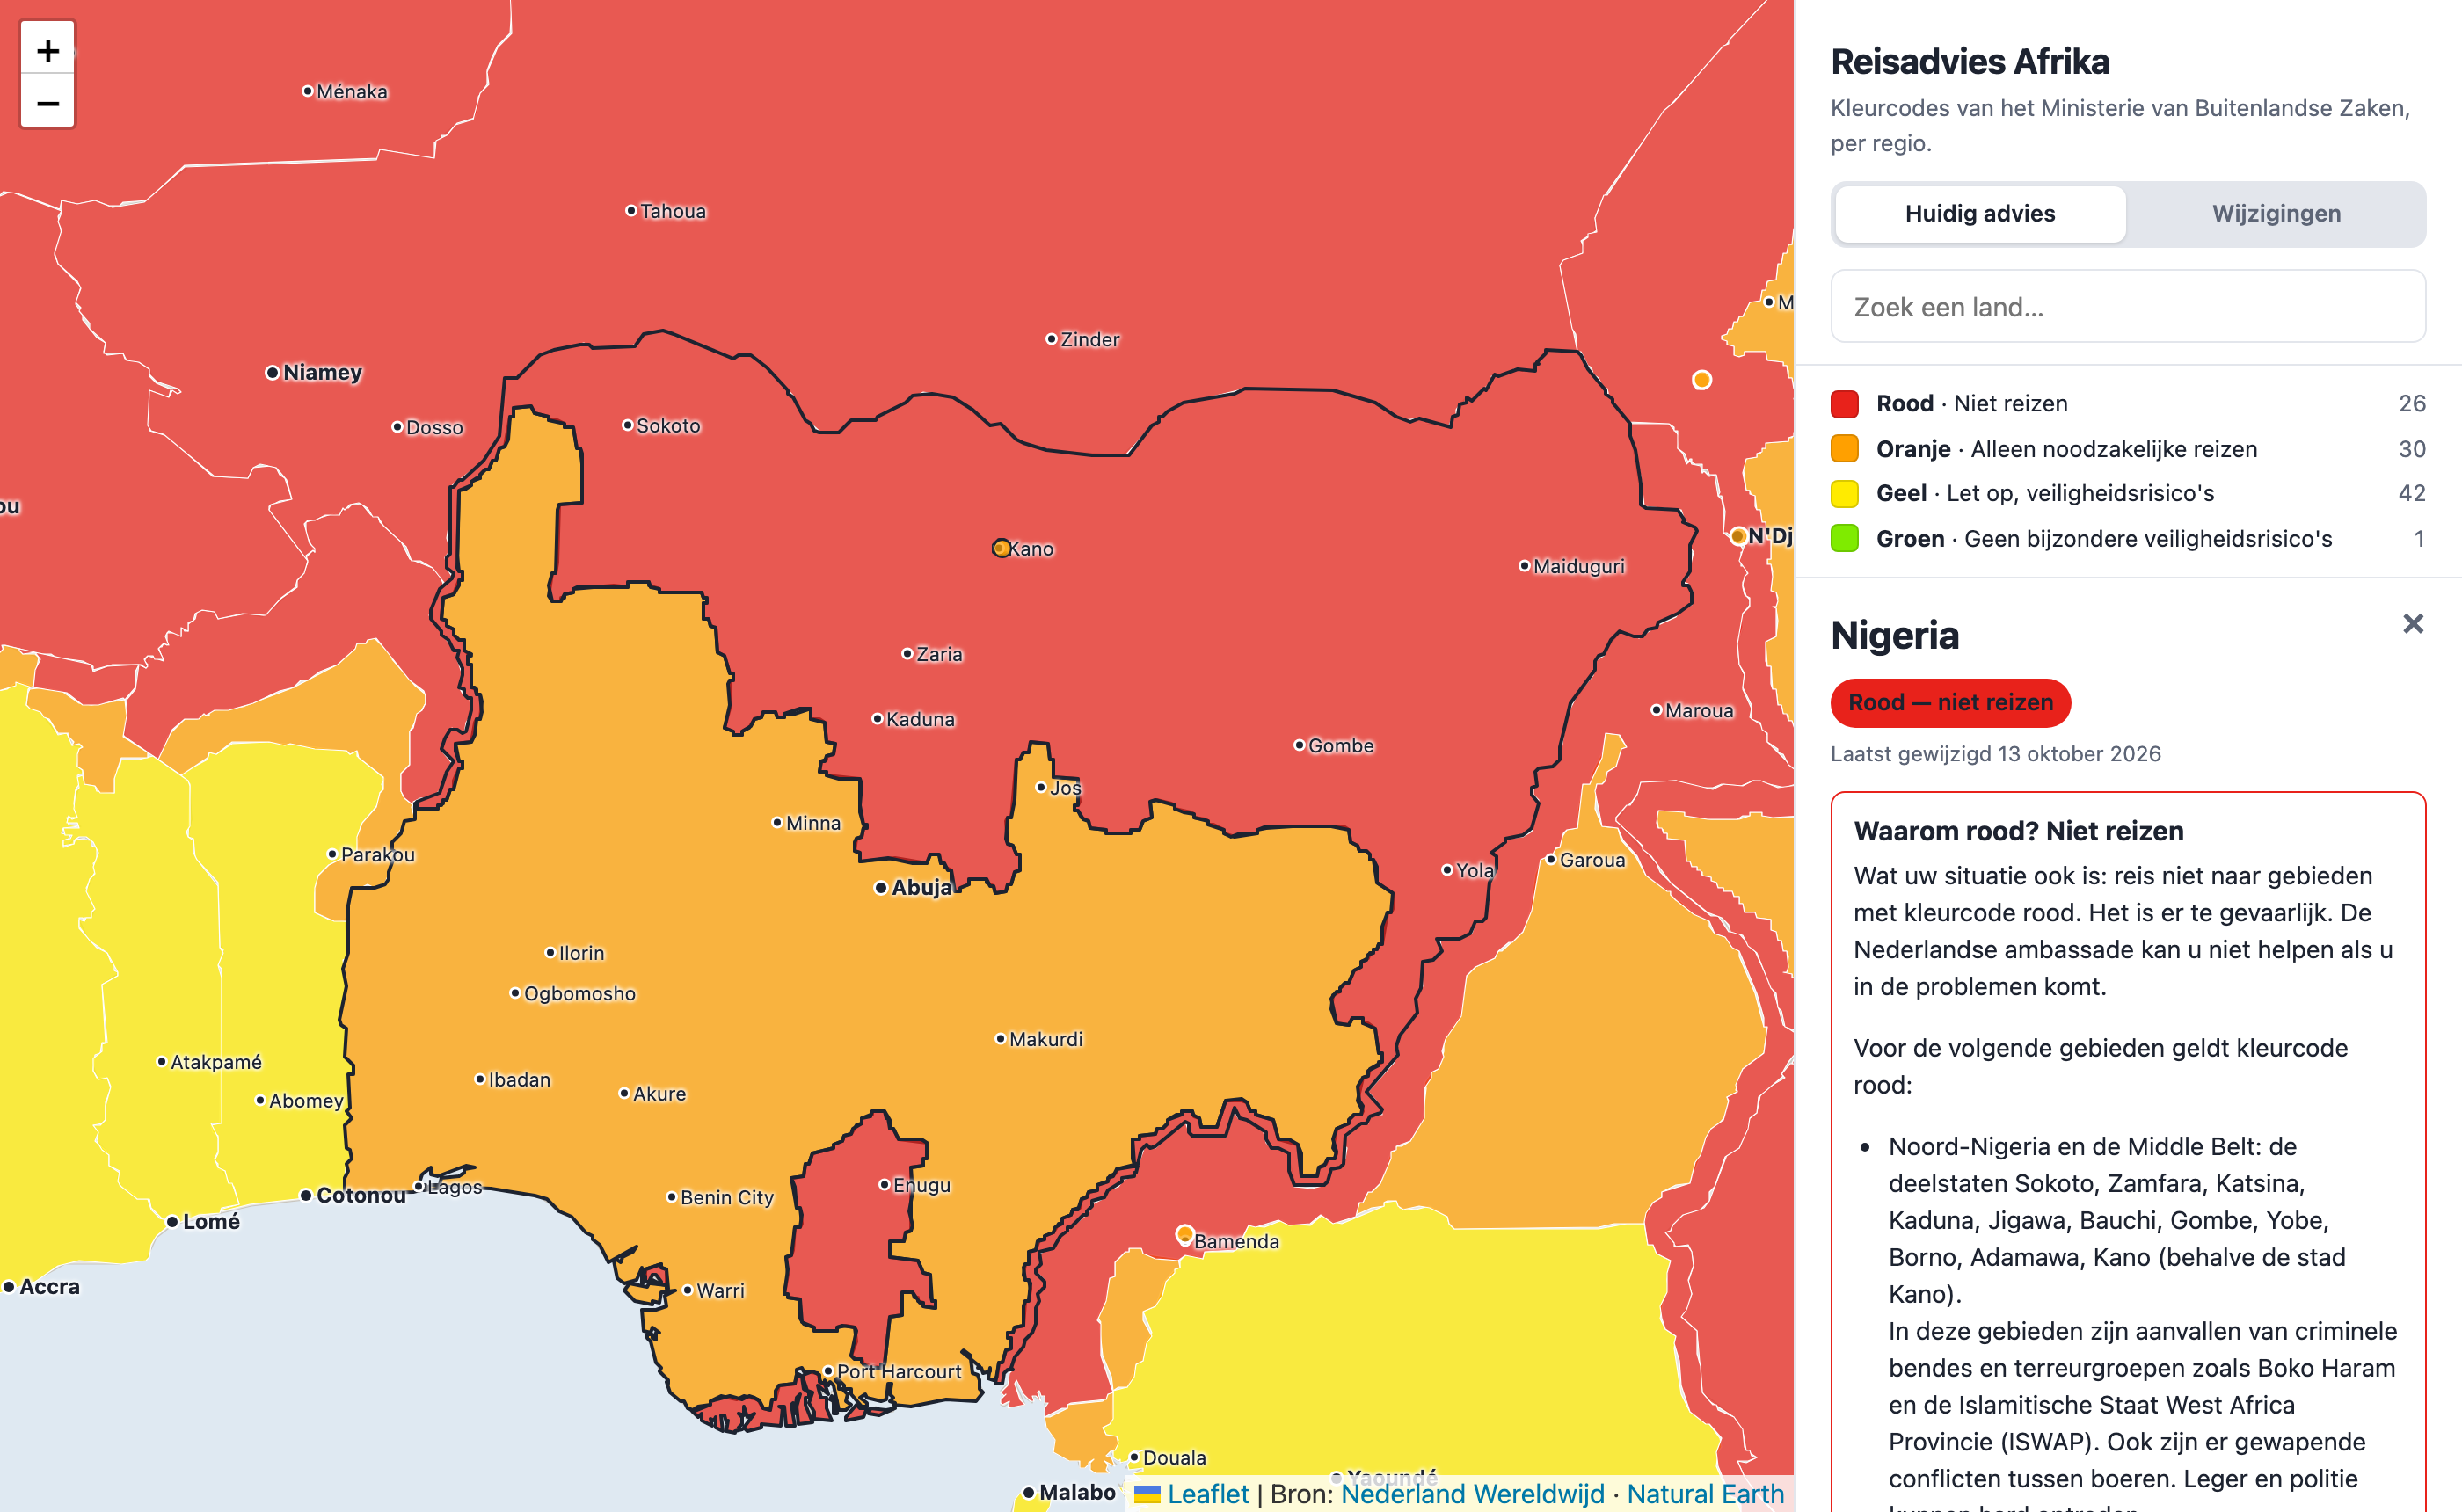 +
−
Ménaka
Tahoua
Zinder
Niamey
Dosso
Sokoto
Kano
Maiduguri
N'Dj
Zaria
Kaduna
Maroua
Gombe
Jos
Minna
Parakou
Abuja
Yola
Garoua
Ilorin
Ogbomosho
Makurdi
Atakpamé
Ibadan
Akure
Abomey
Cotonou
Lagos
Benin City
Enugu
Lomé
Bamenda
Accra
Warri
Port Harcourt
Douala
Yaoundé
Malabo
Leaflet | Bron: Nederland Wereldwijd · Natural Earth
Reisadvies Afrika
Kleurcodes van het Ministerie van Buitenlandse Zaken,
per regio.
Huidig advies Wijzigingen
Zoek een land...
Rood · Niet reizen 26
Oranje · Alleen noodzakelijke reizen 30
Geel · Let op, veiligheidsrisico's 42
Groen · Geen bijzondere veiligheidsrisico's 1
Nigeria ×
Rood — niet reizen
Laatst gewijzigd 13 oktober 2026
Waarom rood? Niet reizen
Wat uw situatie ook is: reis niet naar gebieden
met kleurcode rood. Het is er te gevaarlijk. De
Nederlandse ambassade kan u niet helpen als u
in de problemen komt.
Voor de volgende gebieden geldt kleurcode
rood:
• Noord-Nigeria en de Middle Belt: de
deelstaten Sokoto, Zamfara, Katsina,
Kaduna, Jigawa, Bauchi, Gombe, Yobe,
Borno, Adamawa, Kano (behalve de stad
Kano).
In deze gebieden zijn aanvallen van criminele
bendes en terreurgroepen zoals Boko Haram
en de Islamitische Staat West Africa
Provincie (ISWAP). Ook zijn er gewapende
conflicten tussen boeren. Leger en politie